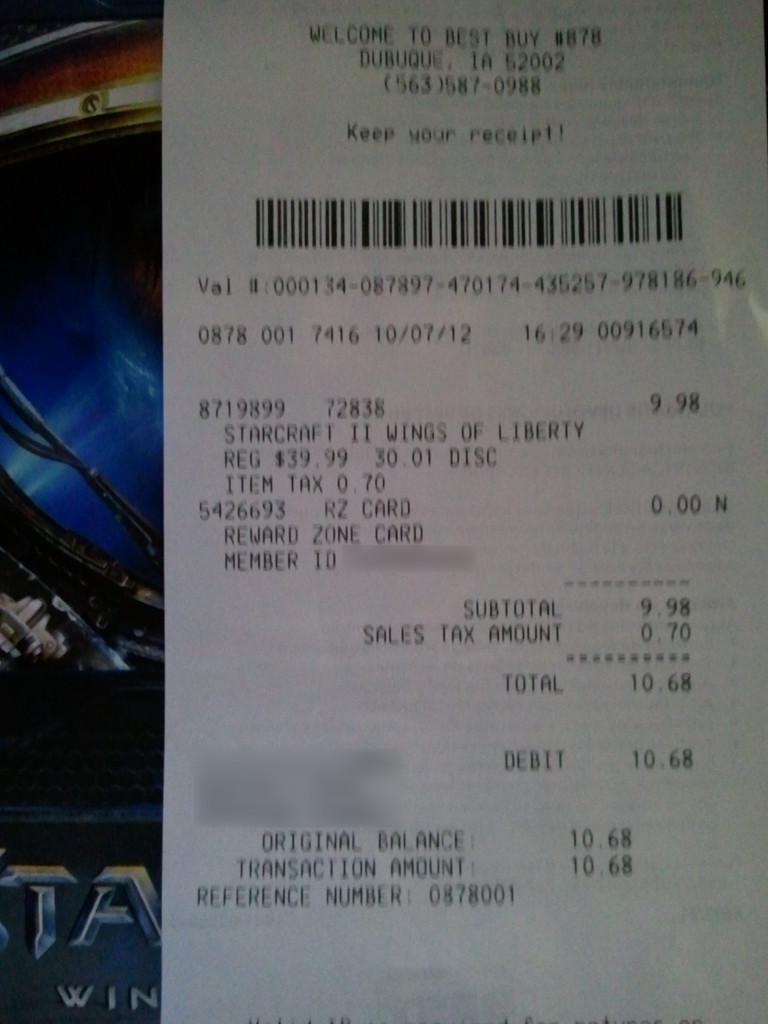 WELCOME TO BEST BUY #878
DUBUQUE, IA 52002
(563)587-0988
Keep your receipt!
Val #:000134-087897-470174-435257-978186-946
0878 001 7416 10/07/12 16:29 00916574
8719899 72838 9.98
STARCRAFT II WINGS OF LIBERTY
REG $39.99 30.01 DISC
ITEM TAX 0.70
5426693 RZ CARD 0.00 N
REWARD ZONE CARD
MEMBER ID
SUBTOTAL 9.98
SALES TAX AMOUNT 0.70
TOTAL 10.68
DEBIT 10.68
ORIGINAL BALANCE: 10.68
TRANSACTION AMOUNT: 10.68
REFERENCE NUMBER: 0878001
STA
WIN